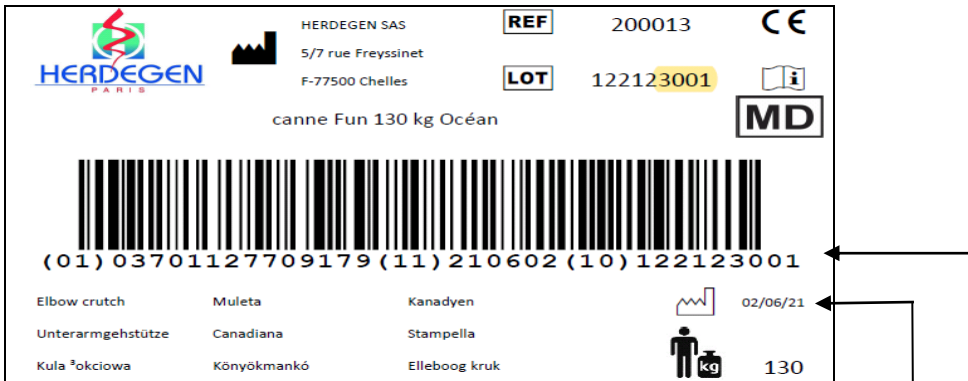 HERDEGEN
PARIS
HERDEGEN SAS
5/7 rue Freyssinet
F-77500 Chelles
REF 200013
LOT 122123001
CE
i
MD
canne Fun 130 kg Océan
(01)03701127709179(11)210602(10)122123001
Elbow crutch Muleta Kanadyen 02/06/21
Unterarmgehstütze Canadiana Stampella
Kula ³okciowa Könyökmankó Elleboog kruk kg 130